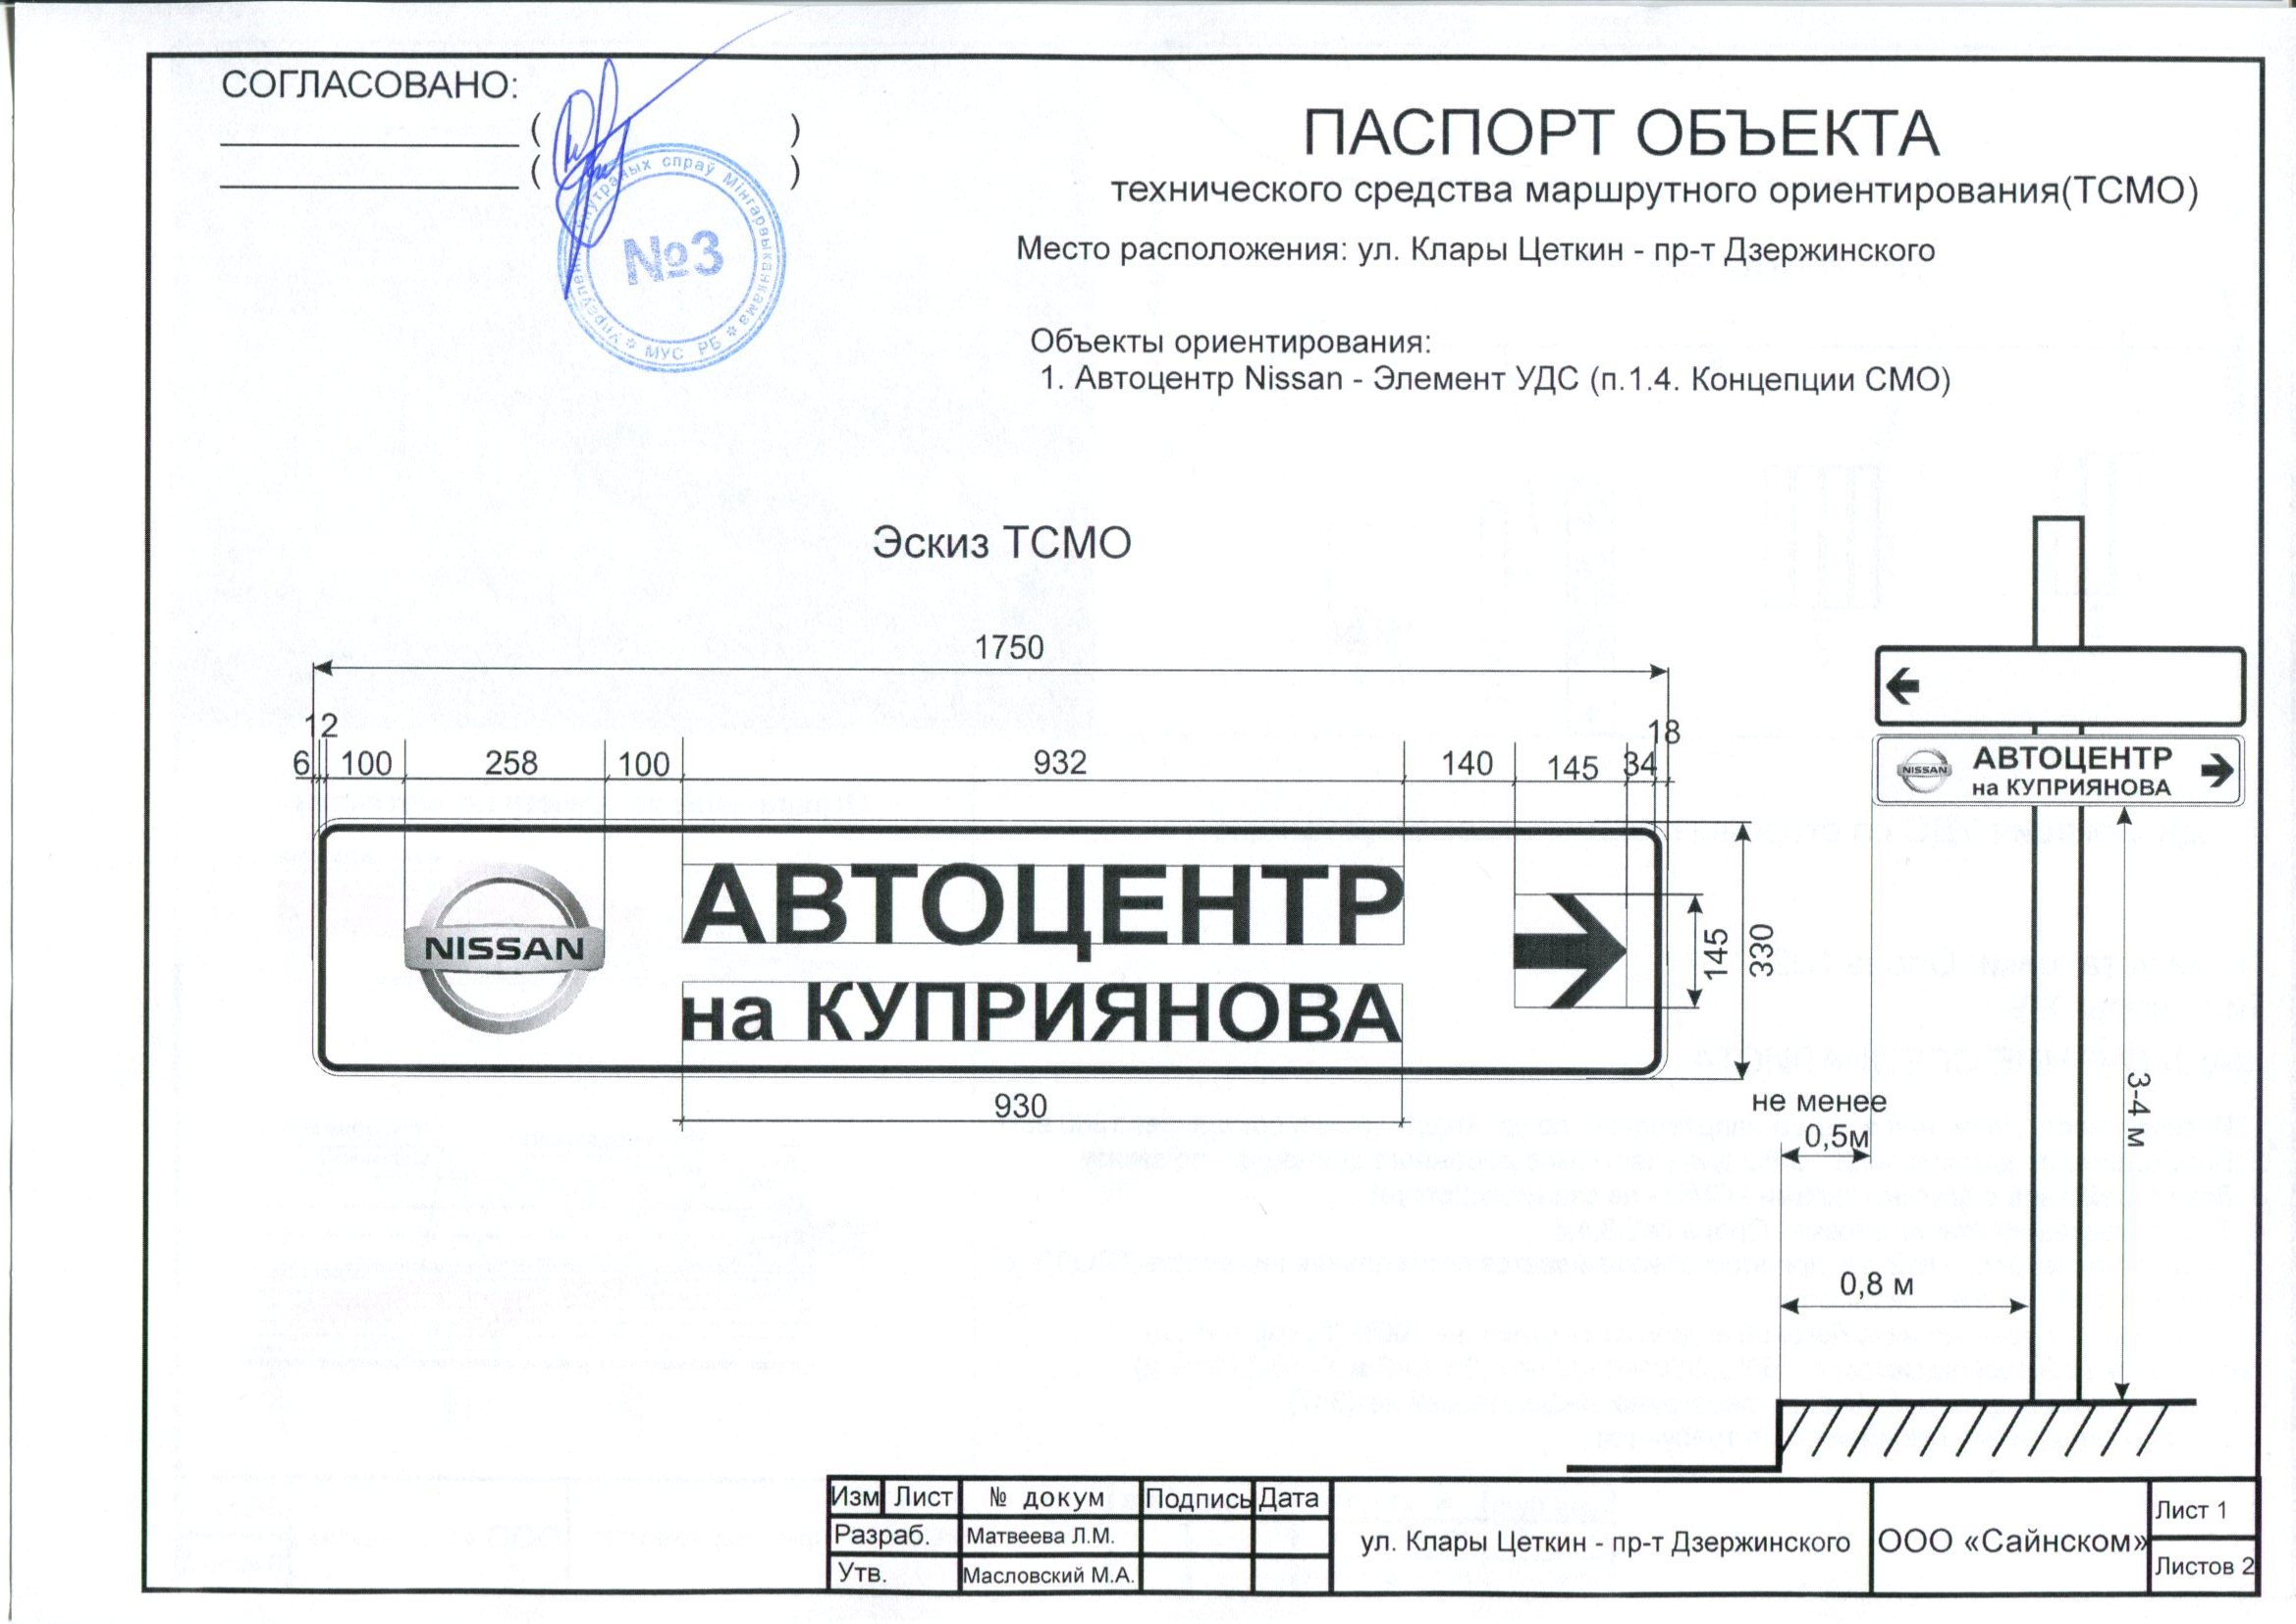 СОГЛАСОВАНО:
( )
( )
Упраўленне унутраных спраў Мінгарвыканкама
МУС РБ
№3
ПАСПОРТ ОБЪЕКТА
технического средства маршрутного ориентирования(ТСМО)
Место расположения: ул. Клары Цеткин - пр-т Дзержинского
Объекты ориентирования:
1. Автоцентр Nissan - Элемент УДС (п.1.4. Концепции СМО)
Эскиз ТСМО
1750
12
18
6 100 258 100 932 140 145 34
NISSAN
АВТОЦЕНТР
на КУПРИЯНОВА
145
330
930
NISSAN
АВТОЦЕНТР
на КУПРИЯНОВА
не менее
0,5м
3-4 м
0,8 м
Изм Лист № докум Подпись Дата
Разраб. Матвеева Л.М.
Утв. Масловский М.А.
ул. Клары Цеткин - пр-т Дзержинского
ООО «Сайнском»
Лист 1
Листов 2